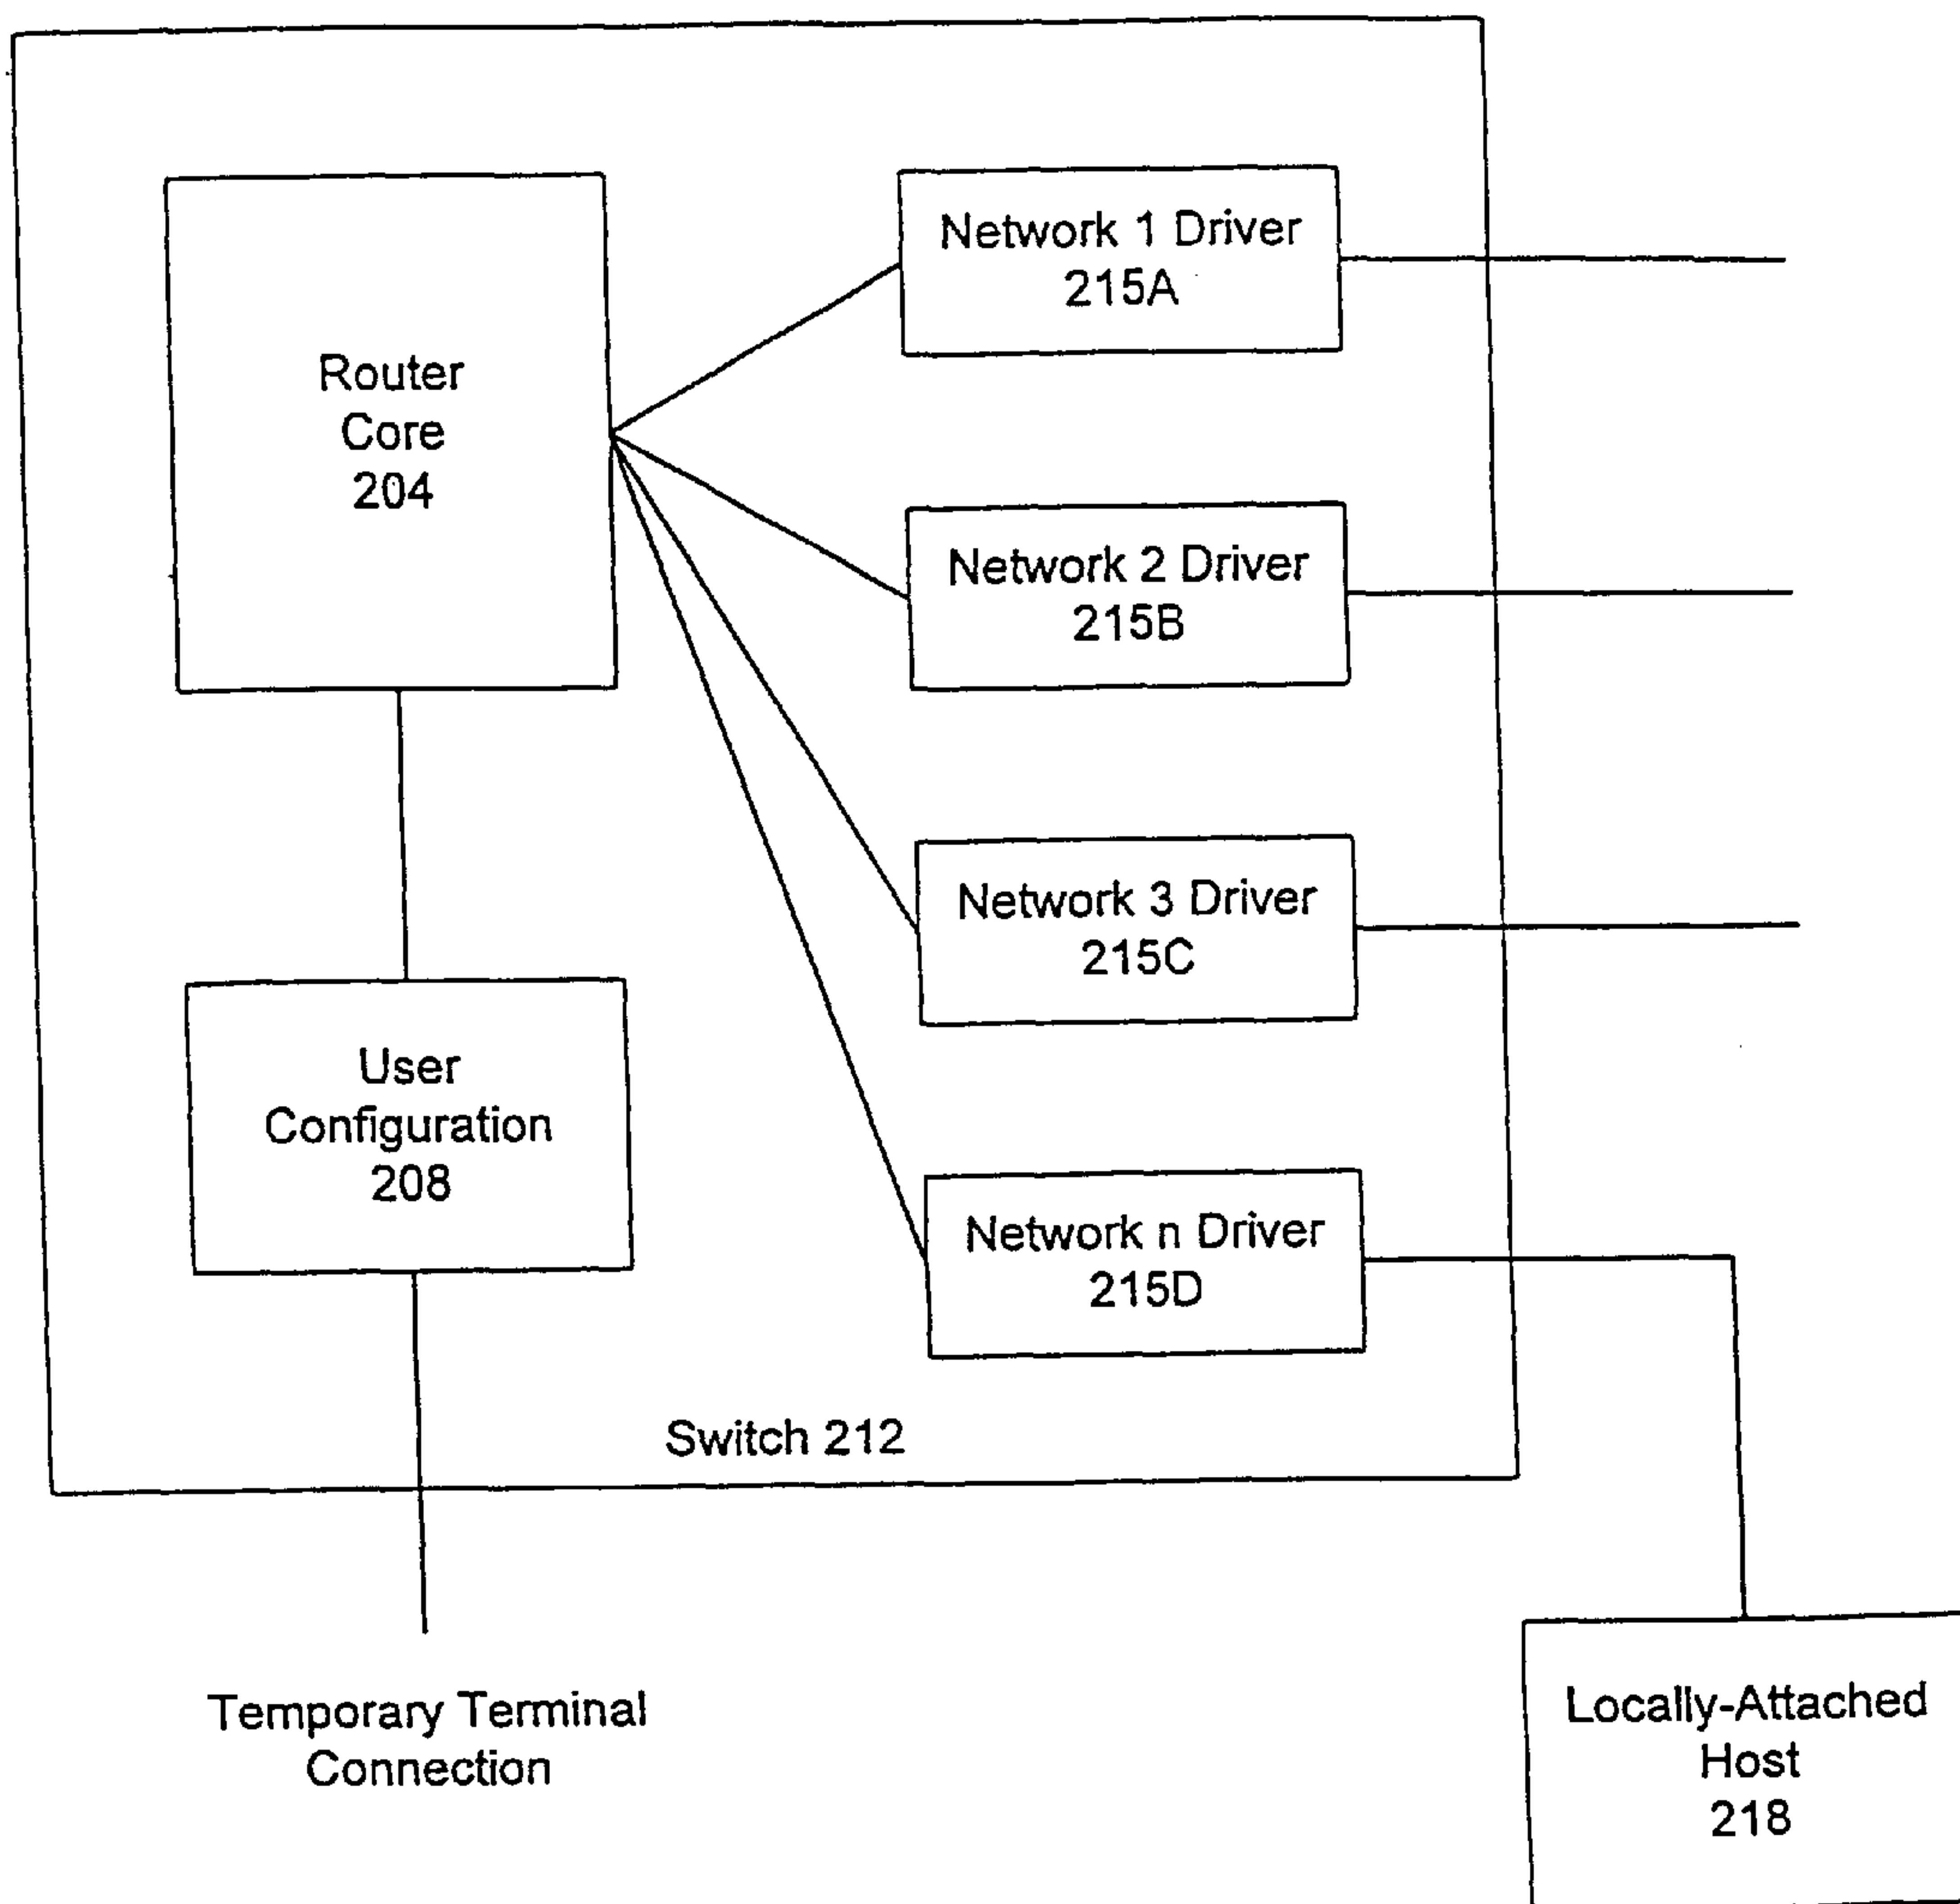 Network 1 Driver
215A
Router
Core
204
Network 2 Driver
215B
Network 3 Driver
215C
User
Configuration
208
Network n Driver
215D
Switch 212
Temporary Terminal
Connection
Locally-Attached
Host
218